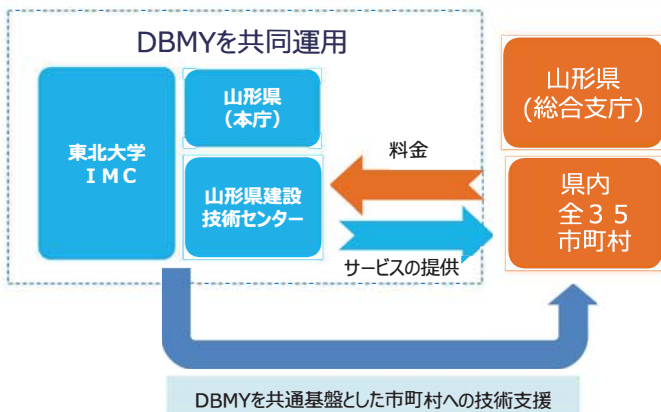 DBMYを共同運用
東北大学
IMC
山形県
(本庁)
山形県建設
技術センター
料金
サービスの提供
山形県
(総合支庁)
県内
全35
市町村
DBMYを共通基盤とした市町村への技術支援